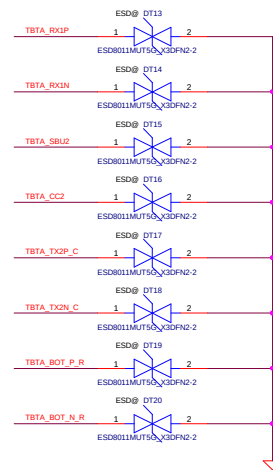 ESD@ DT13
TBTA_RX1P 1 2
ESD8011MUT5G_X3DFN2-2
ESD@ DT14
TBTA_RX1N 1 2
ESD8011MUT5G_X3DFN2-2
ESD@ DT15
TBTA_SBU2 1 2
ESD8011MUT5G_X3DFN2-2
ESD@ DT16
TBTA_CC2 1 2
ESD8011MUT5G_X3DFN2-2
ESD@ DT17
TBTA_TX2P_C 1 2
ESD8011MUT5G_X3DFN2-2
ESD@ DT18
TBTA_TX2N_C 1 2
ESD8011MUT5G_X3DFN2-2
ESD@ DT19
TBTA_BOT_P_R 1 2
ESD8011MUT5G_X3DFN2-2
ESD@ DT20
TBTA_BOT_N_R 1 2
ESD8011MUT5G_X3DFN2-2